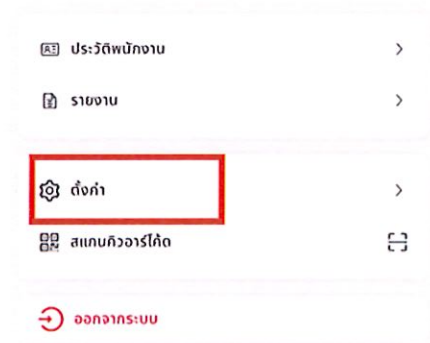 ประวัติพนักงาน
รายงาน
ตั้งค่า
สแกนคิวอาร์โค้ด
ออกจากระบบ